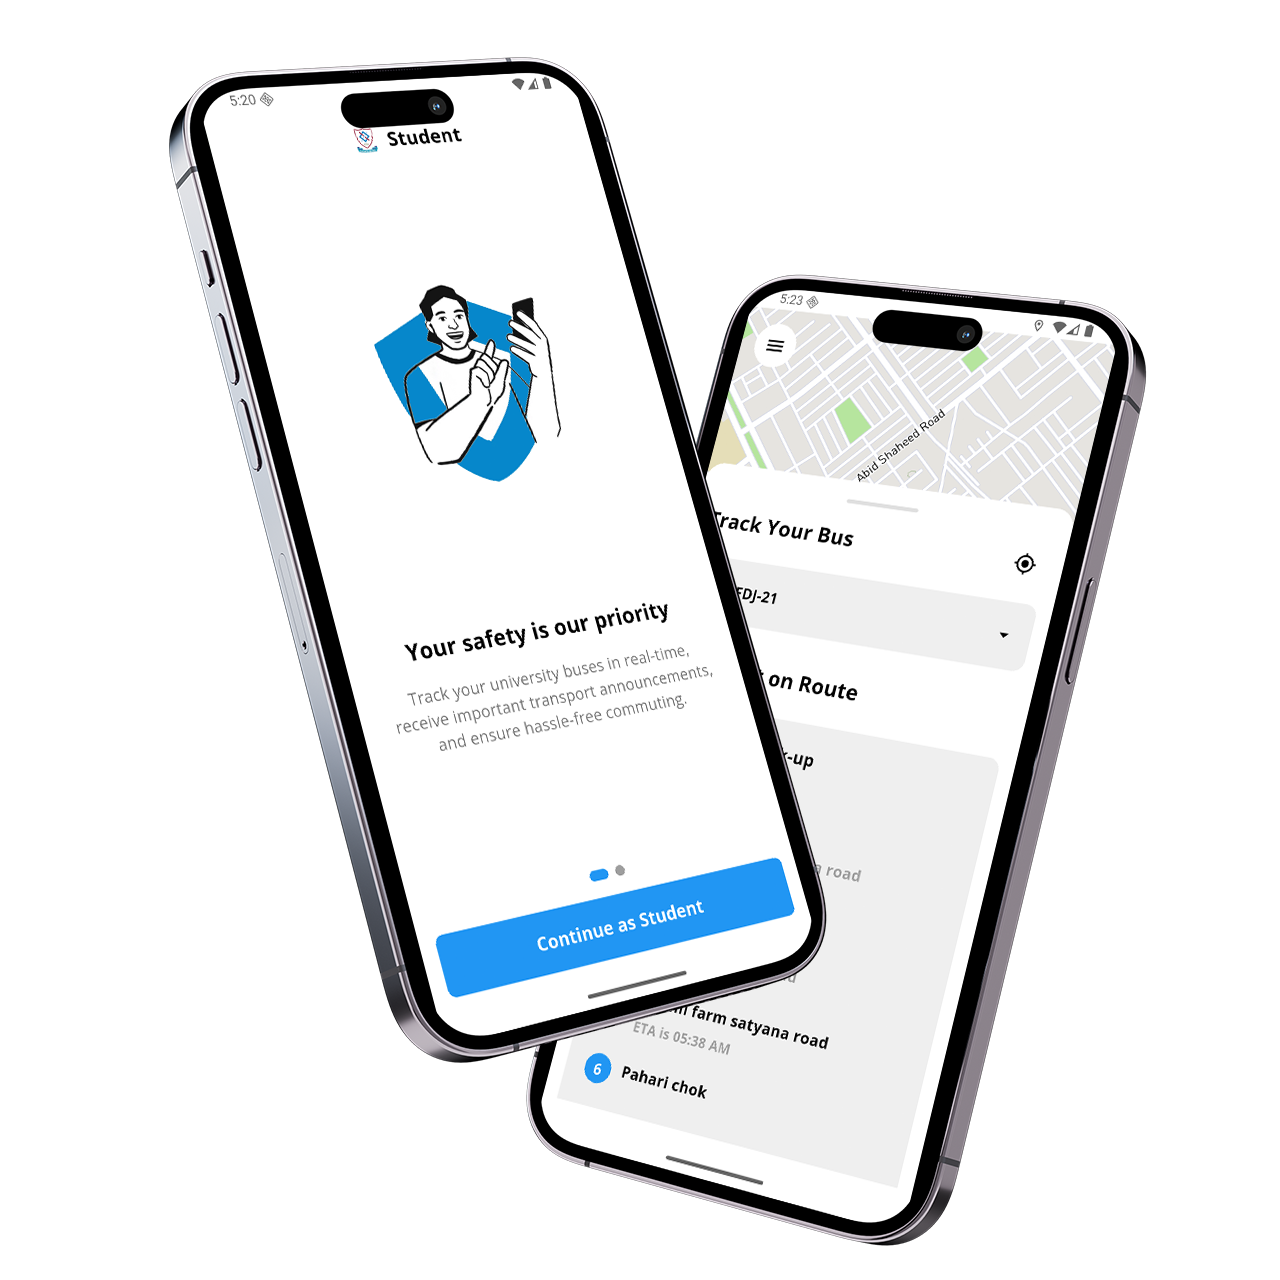 5:20
Student
Your safety is our priority
Track your university buses in real-time,
receive important transport announcements,
and ensure hassle-free commuting.
Continue as Student
5:23
Abid Shaheed Road
Track Your Bus
FDJ-21
on Route
-up
road
farm satyana road
ETA is 05:38 AM
6 Pahari chok